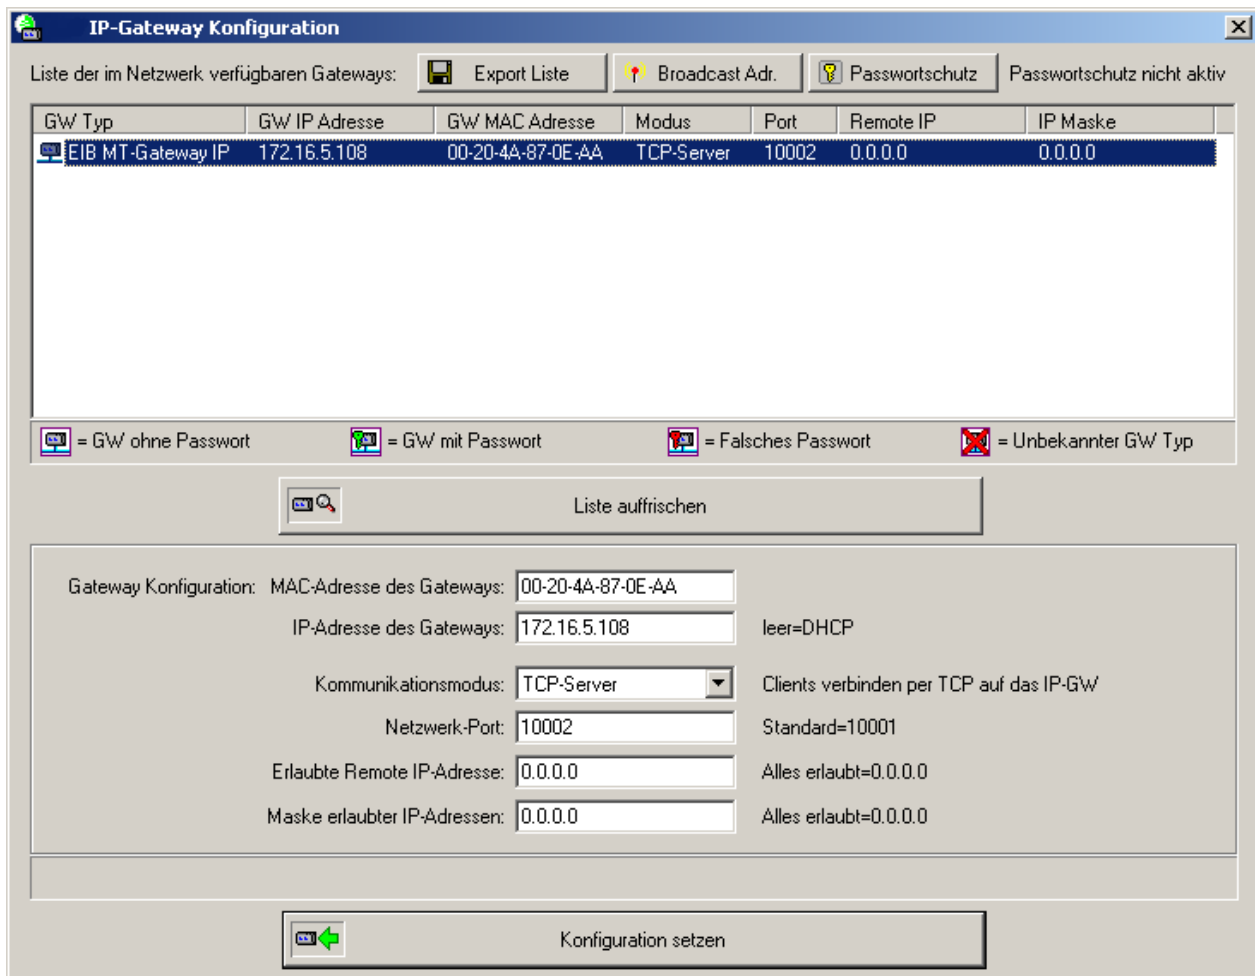 IP-Gateway Konfiguration
Liste der im Netzwerk verfügbaren Gateways: Export Liste Broadcast Adr. Passwortschutz Passwortschutz nicht aktiv
GW Typ GW IP Adresse GW MAC Adresse Modus Port Remote IP IP Maske
EIB MT-Gateway IP 172.16.5.108 00-20-4A-87-0E-AA TCP-Server 10002 0.0.0.0 0.0.0.0
= GW ohne Passwort = GW mit Passwort = Falsches Passwort = Unbekannter GW Typ
Liste auffrischen
Gateway Konfiguration: MAC-Adresse des Gateways: 00-20-4A-87-0E-AA
IP-Adresse des Gateways: 172.16.5.108 leer=DHCP
Kommunikationsmodus: TCP-Server Clients verbinden per TCP auf das IP-GW
Netzwerk-Port: 10002 Standard=10001
Erlaubte Remote IP-Adresse: 0.0.0.0 Alles erlaubt=0.0.0.0
Maske erlaubter IP-Adressen: 0.0.0.0 Alles erlaubt=0.0.0.0
Konfiguration setzen